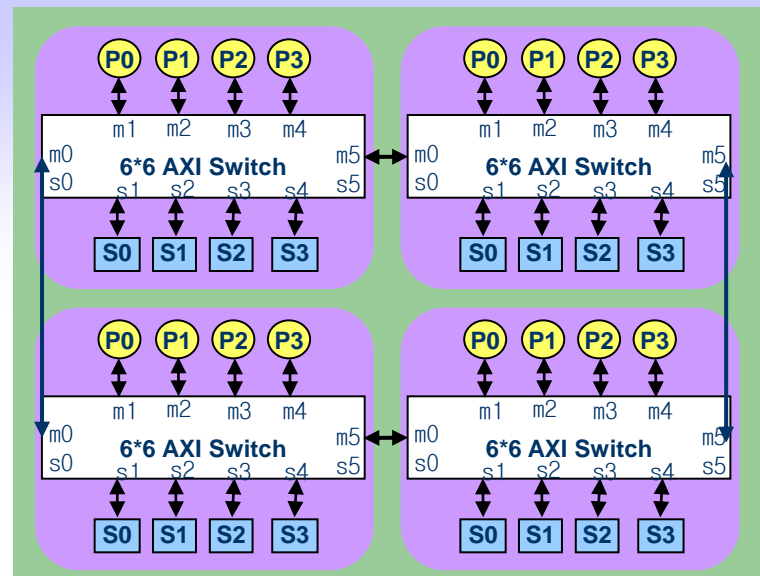 P0 P1 P2 P3 P0 P1 P2 P3
m1 m2 m3 m4 m1 m2 m3 m4
m0 m5 m0 m5
6*6 AXI Switch 6*6 AXI Switch
s0 s1 s2 s3 s4 s5 s0 s1 s2 s3 s4 s5
S0 S1 S2 S3 S0 S1 S2 S3
P0 P1 P2 P3 P0 P1 P2 P3
m1 m2 m3 m4 m1 m2 m3 m4
m0 m5 m0 m5
6*6 AXI Switch 6*6 AXI Switch
s0 s1 s2 s3 s4 s5 s0 s1 s2 s3 s4 s5
S0 S1 S2 S3 S0 S1 S2 S3